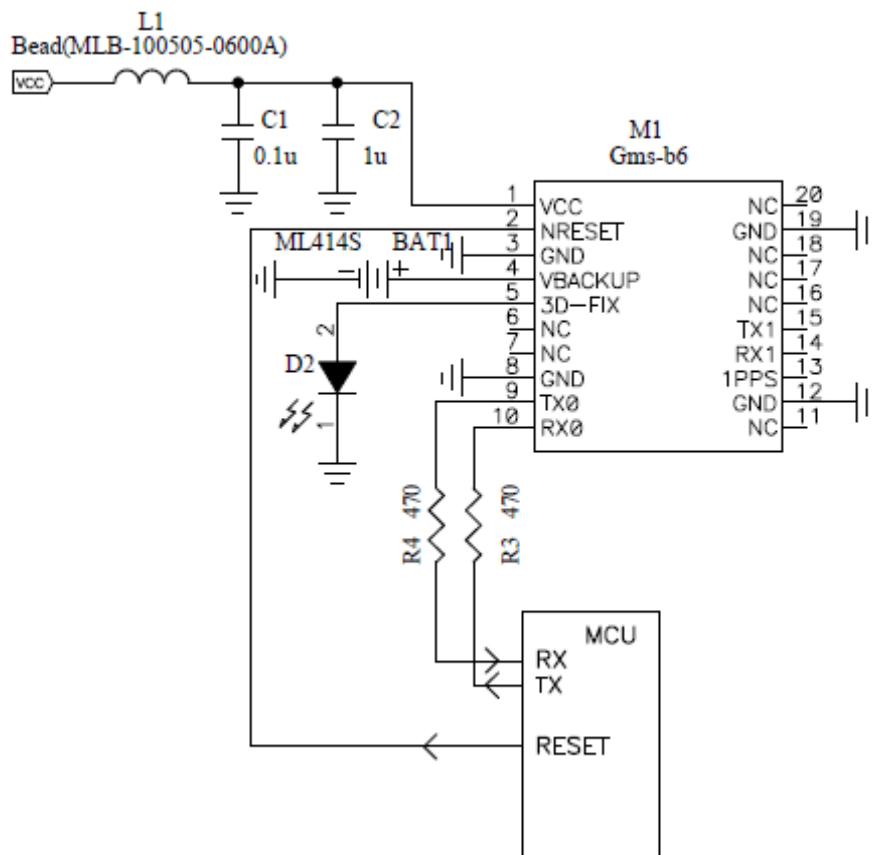 L1
Bead(MLB-100505-0600A)
VCC
C1
0.1u
C2
1u
M1
Gms-b6
1 VCC NC 20
2 NRESET GND 19
ML414S BAT1 3 GND NC 18
- + 4 VBACKUP NC 17
5 3D-FIX NC 16
6 NC TX1 15
7 NC RX1 14
8 GND 1PPS 13
9 TX0 GND 12
10 RX0 NC 11
2
D2
1
R4 470
R3 470
MCU
RX
TX
RESET